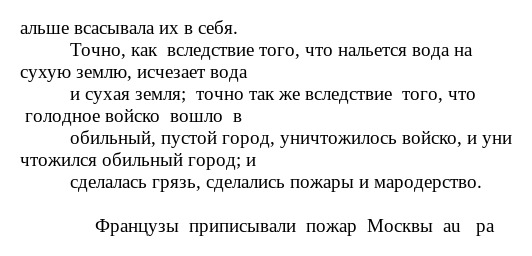 альше всасывала их в себя.
Точно, как вследствие того, что нальется вода на
сухую землю, исчезает вода
и сухая земля; точно так же вследствие того, что
голодное войско вошло в
обильный, пустой город, уничтожилось войско, и уни
чтожился обильный город; и
сделалась грязь, сделались пожары и мародерство.
Французы приписывали пожар Москвы au pa